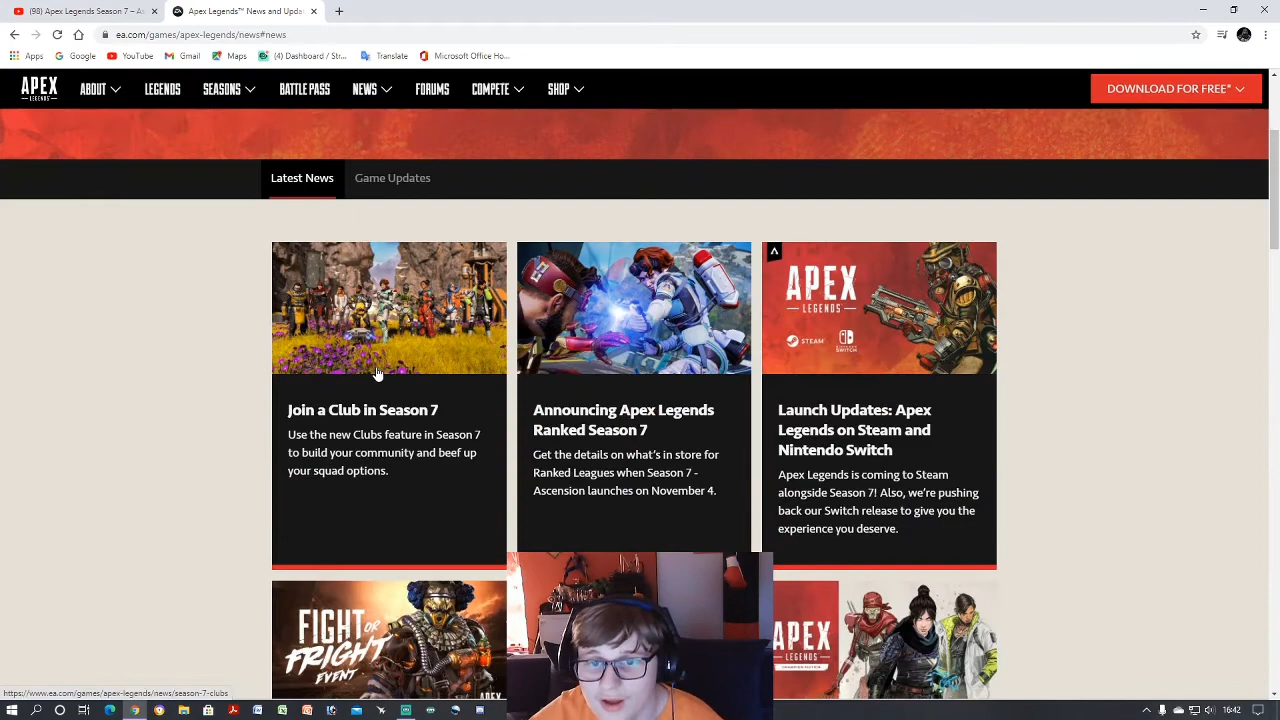 (98) Apex Legends Season 7 -
Apex Legends News
ea.com/games/apex-legends/news#news
Apps
Google
YouTube
Gmail
Maps
(4) Dashboard / Str...
Translate
Microsoft Office Ho...
APEX
LEGENDS
ABOUT
LEGENDS
SEASONS
BATTLE PASS
NEWS
FORUMS
COMPETE
SHOP
DOWNLOAD FOR FREE*
Latest News
Game Updates
APEX
LEGENDS
STEAM
NINTENDO
SWITCH
Join a Club in Season 7
Use the new Clubs feature in Season 7
to build your community and beef up
your squad options.
Announcing Apex Legends
Ranked Season 7
Get the details on what's in store for
Ranked Leagues when Season 7 -
Ascension launches on November 4.
Launch Updates: Apex
Legends on Steam and
Nintendo Switch
Apex Legends is coming to Steam
alongside Season 7! Also, we're pushing
back our Switch release to give you the
experience you deserve.
FIGHT OR
FRIGHT
EVENT
APEX
APEX
LEGENDS
CHAMPION EDITION
https://www.ea.com/games/apex-legends/news/season-7-clubs
16:42